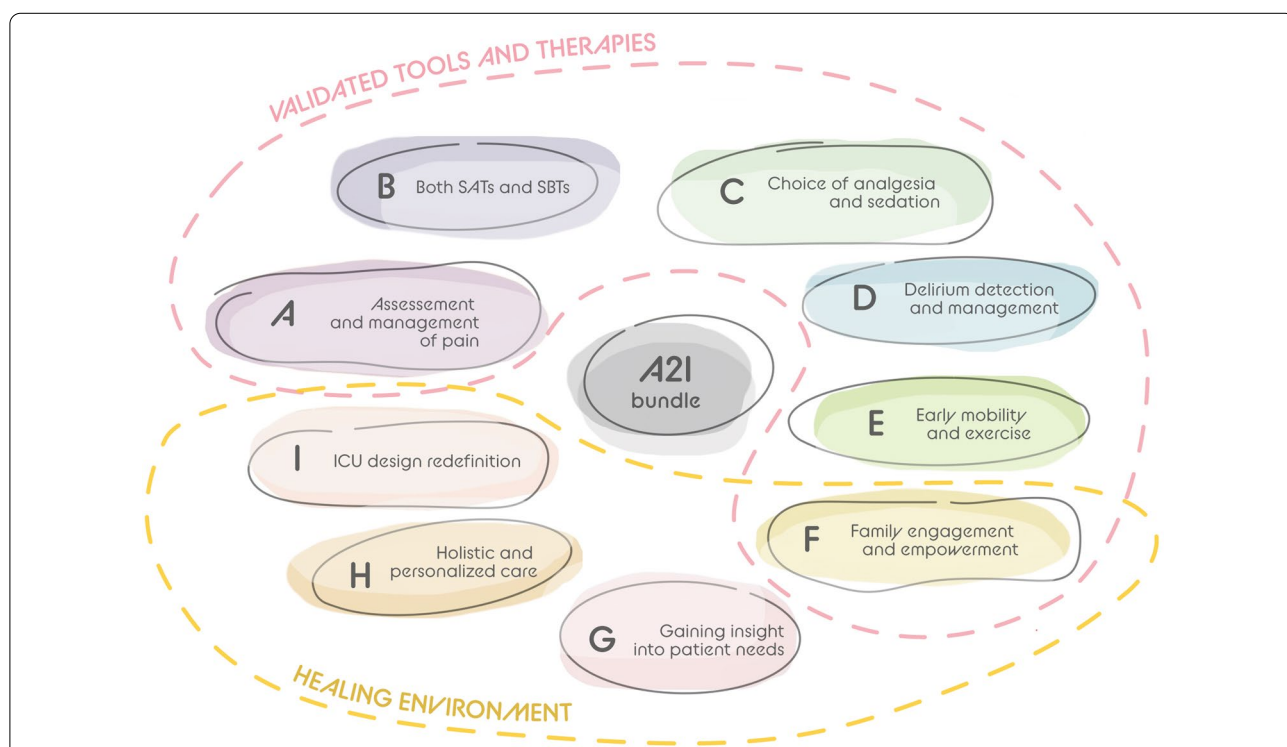 VALIDATED TOOLS AND THERAPIES
B
Both SATs and SBTs
C
Choice of analgesia
and sedation
A
Assessement
and management
of pain
D
Delirium detection
and management
A2I
bundle
E
Early mobility
and exercise
I
ICU design redefinition
F
Family engagement
and empowerment
H
Holistic and
personalized care
G
Gaining insight
into patient needs
HEALING ENVIRONMENT